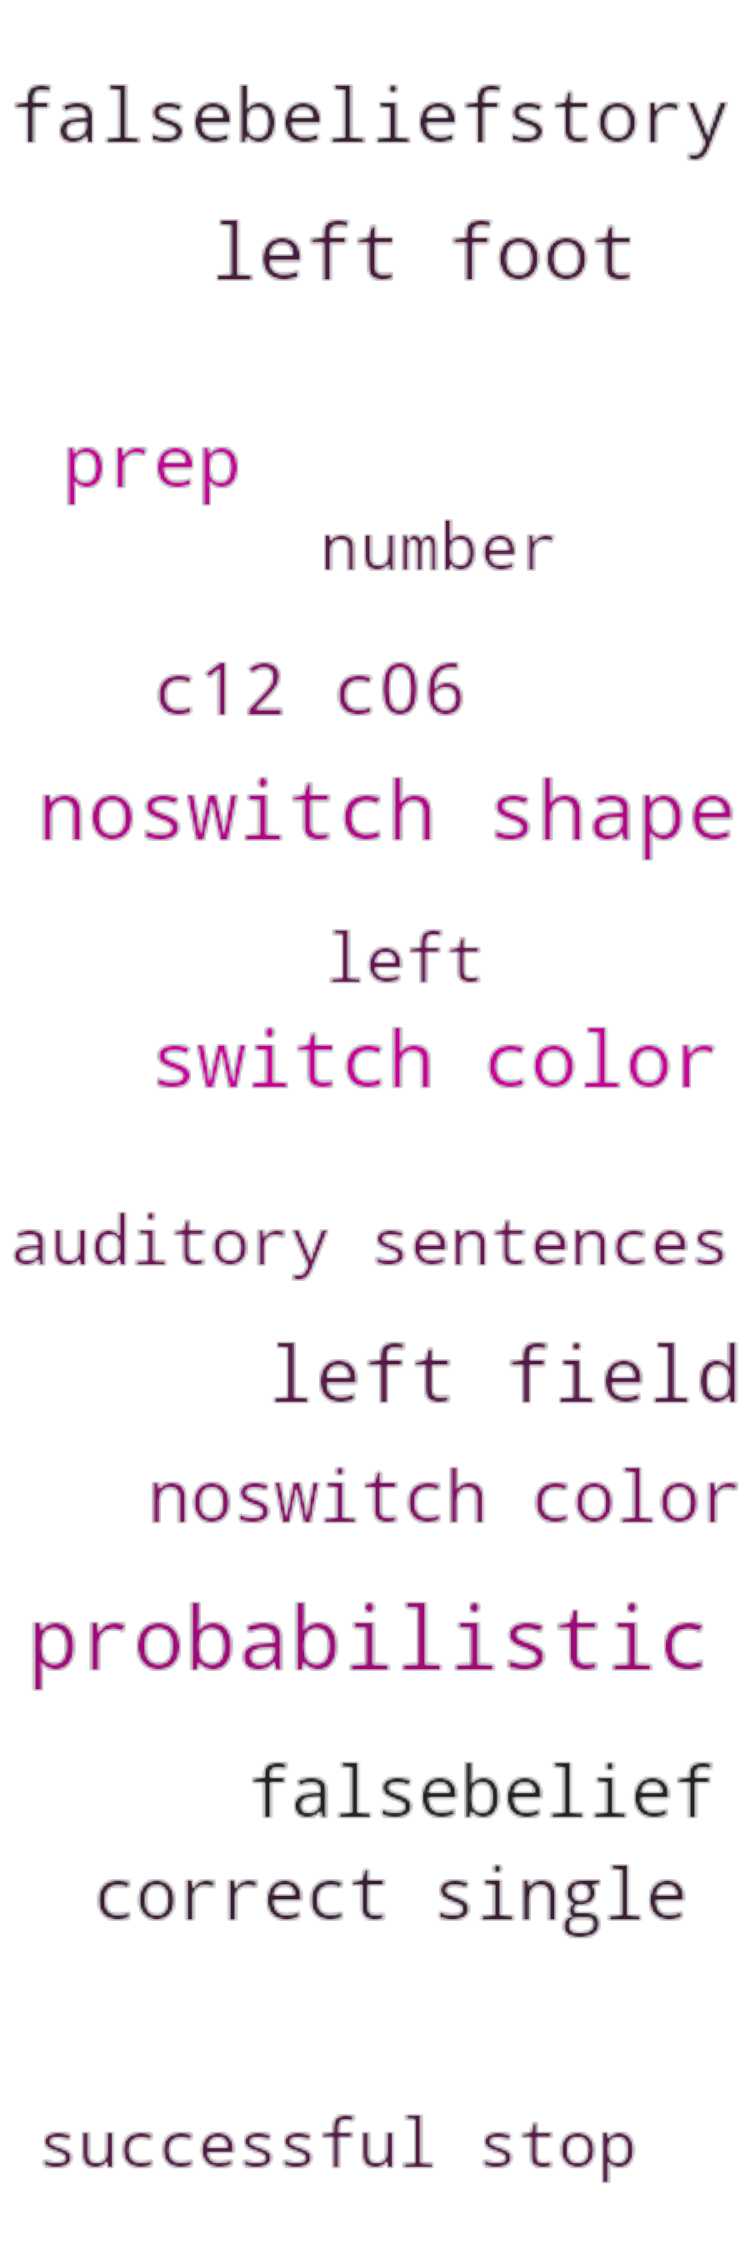 falsebeliefstory
left foot
prep
number
c12 c06
noswitch shape
left
switch color
auditory sentences
left field
noswitch color
probabilistic
falsebelief
correct single
successful stop